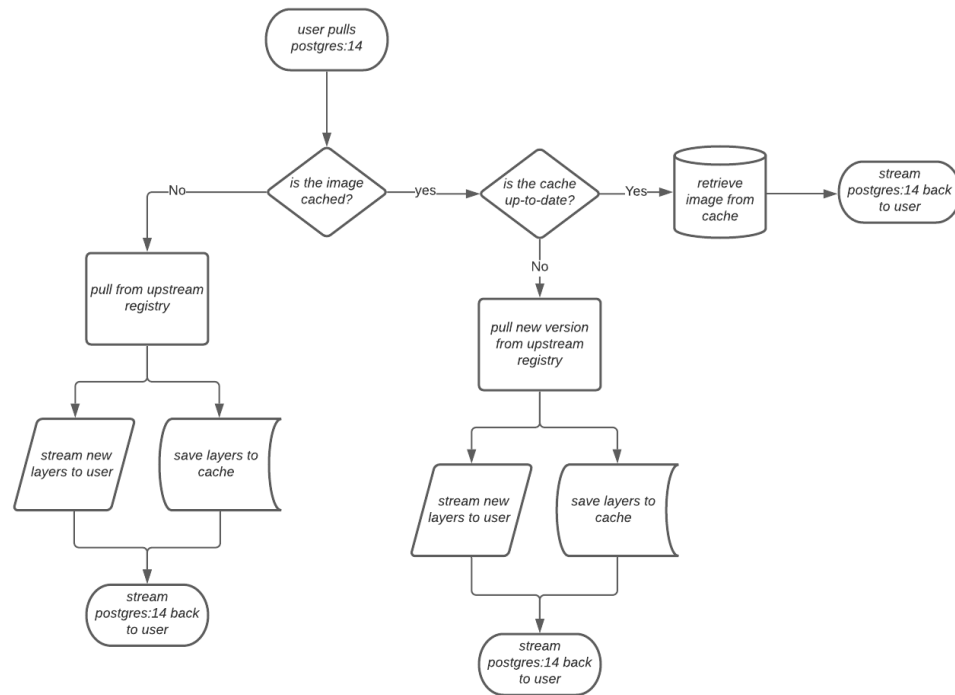 user pulls
postgres:14
is the image
cached?
No
yes
is the cache
up-to-date?
Yes
retrieve
image from
cache
stream
postgres:14 back
to user
No
pull from upstream
registry
pull new version
from upstream
registry
stream new
layers to user
save layers to
cache
stream new
layers to user
save layers to
cache
stream
postgres:14 back
to user
stream
postgres:14 back
to user